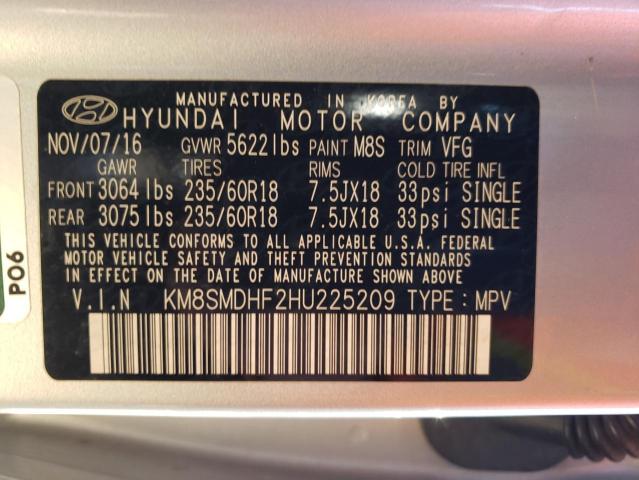 MANUFACTURED IN KOREA BY
HYUNDAI MOTOR COMPANY
NOV/07/16 GVWR 5622lbs PAINT M8S TRIM VFG
GAWR TIRES RIMS COLD TIRE INFL
FRONT 3064lbs 235/60R18 7.5JX18 33psi SINGLE
REAR 3075lbs 235/60R18 7.5JX18 33psi SINGLE
THIS VEHICLE CONFORMS TO ALL APPLICABLE U.S.A. FEDERAL
MOTOR VEHICLE SAFETY AND THEFT PREVENTION STANDARDS
IN EFFECT ON THE DATE OF MANUFACTURE SHOWN ABOVE.
V.I.N KM8SMDHF2HU225209 TYPE:MPV
PO6